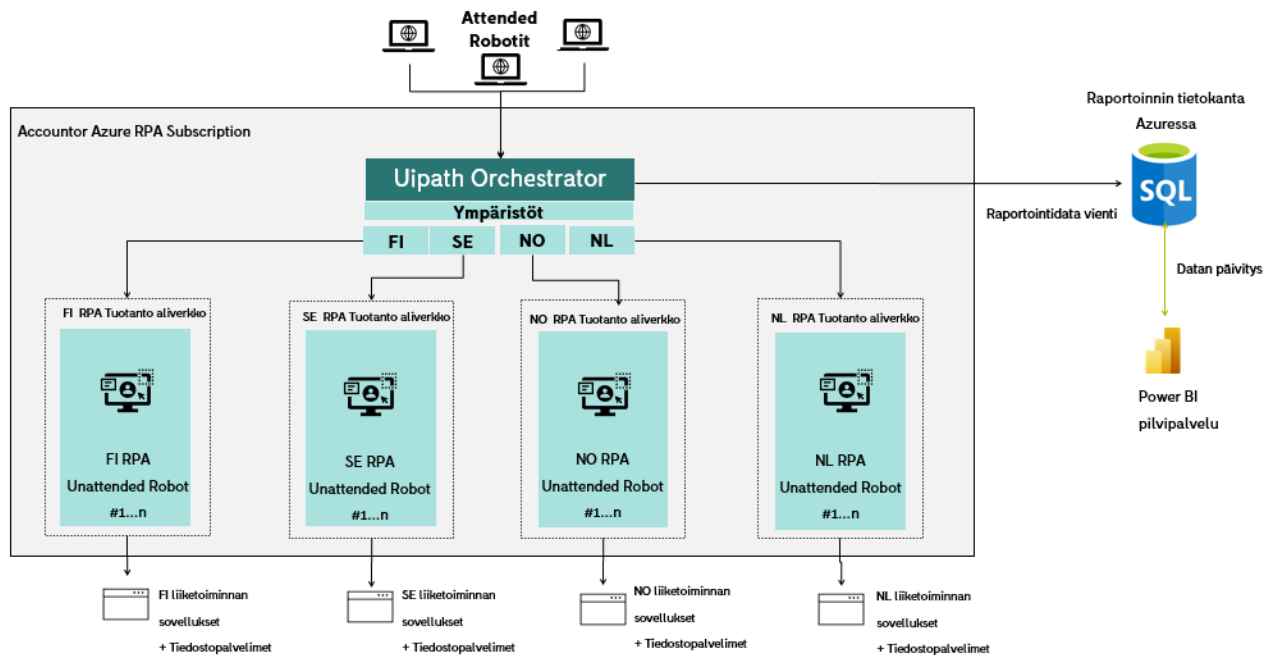 Attended
Robotit
Accountor Azure RPA Subscription
Uipath Orchestrator
Ympäristöt
FI
SE
NO
NL
Raportoinnin tietokanta
Azuressa
SQL
Raportointidata vienti
Datan päivitys
Power BI
pilvipalvelu
FI RPA Tuotanto aliverkko
FI RPA
Unattended Robot
#1...n
SE RPA Tuotanto aliverkko
SE RPA
Unattended Robot
#1...n
NO RPA Tuotanto aliverkko
NO RPA
Unattended Robot
#1...n
NL RPA Tuotanto aliverkko
NL RPA
Unattended Robot
#1...n
FI liiketoiminnan
sovellukset
+ Tiedostopalvelimet
SE liiketoiminnan
sovellukset
+ Tiedostopalvelimet
NO liiketoiminnan
sovellukset
+ Tiedostopalvelimet
NL liiketoiminnan
sovellukset
+ Tiedostopalvelimet